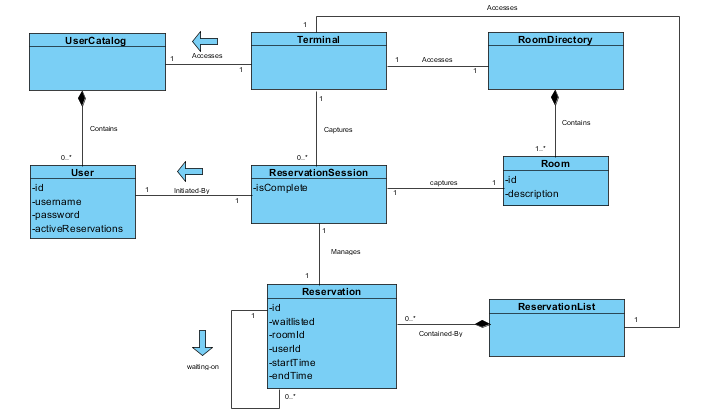 Accesses
UserCatalog
Terminal
RoomDirectory
1
1
Accesses
1
1
Accesses
1
1
Contains
0..*
Captures
0..*
Contains
1..*
User
-id
-username
-password
-activeReservations
1
Initiated-By
1
ReservationSession
-isComplete
1
captures
1
Room
-id
-description
1
Manages
1
Reservation
-id
-waitlisted
-roomId
-userId
-startTime
-endTime
1
waiting-on
0..*
0..*
Contained-By
ReservationList
1